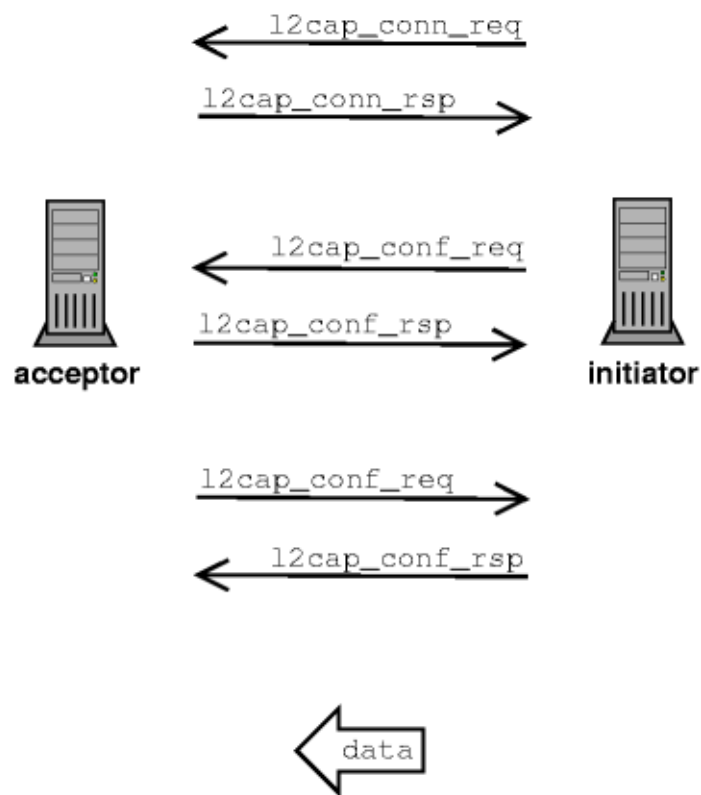 l2cap_conn_req
l2cap_conn_rsp
l2cap_conf_req
l2cap_conf_rsp
acceptor
initiator
l2cap_conf_req
l2cap_conf_rsp
data